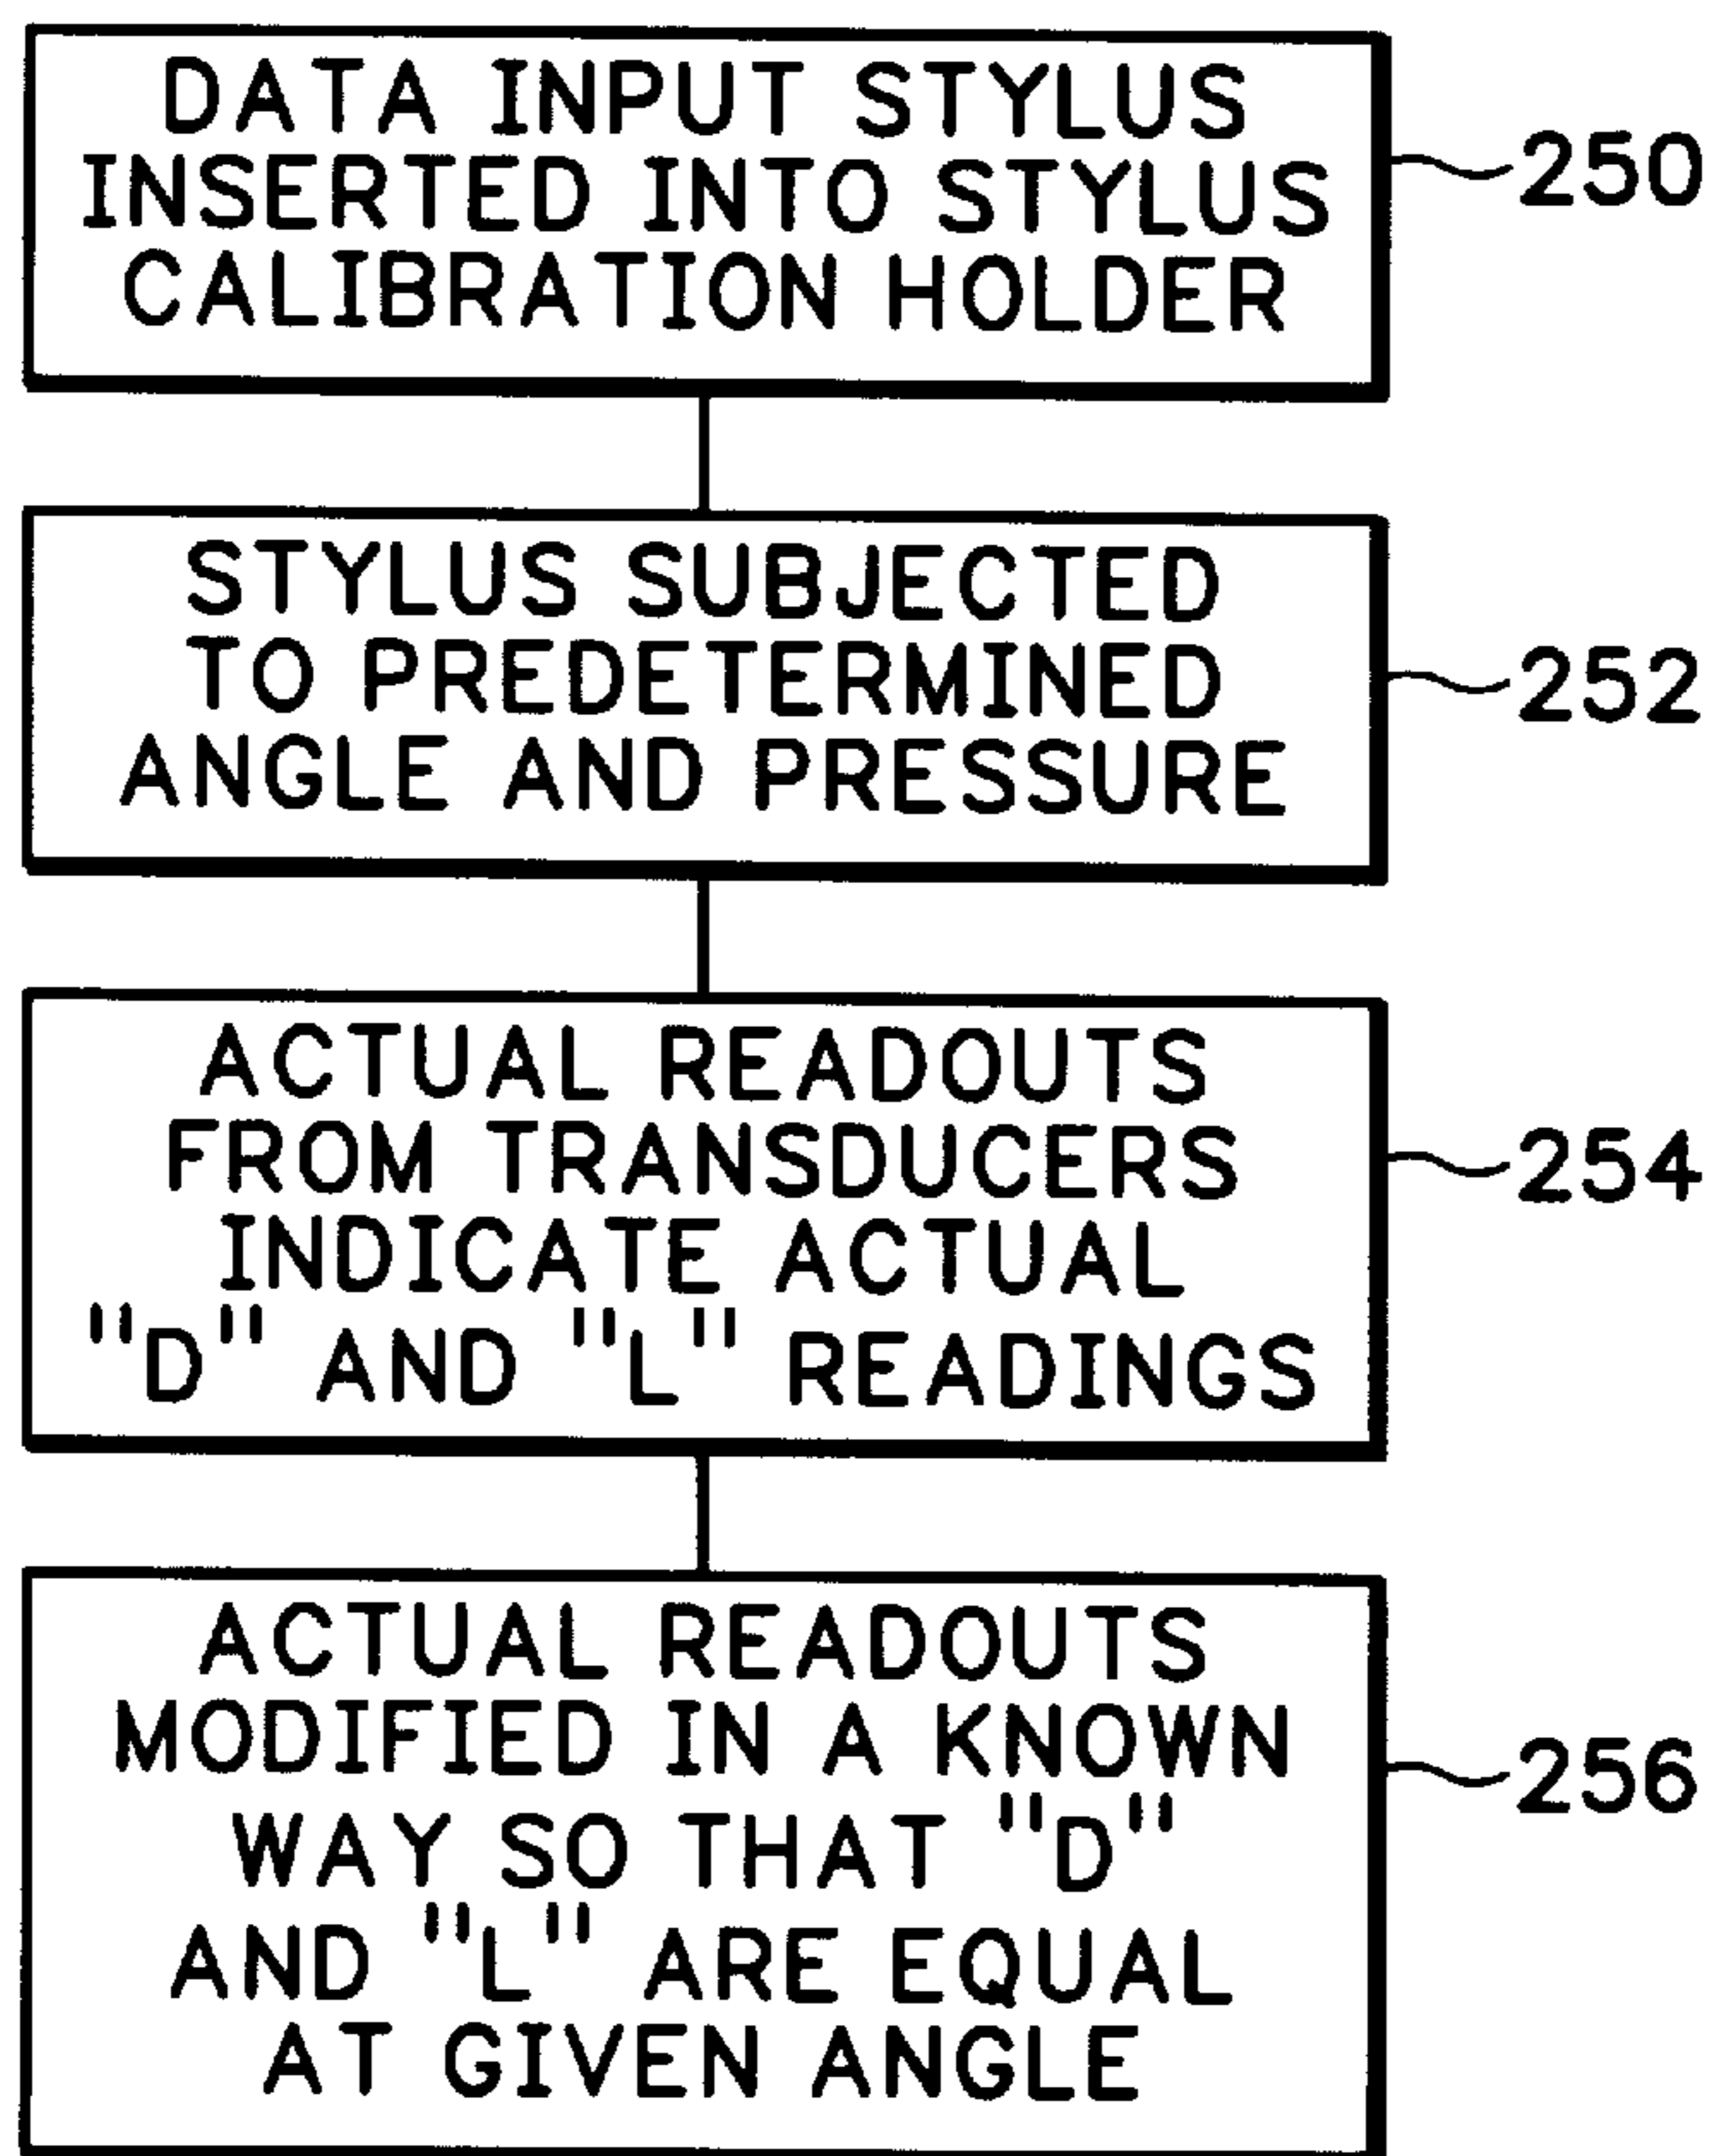 DATA INPUT STYLUS
INSERTED INTO STYLUS
CALIBRATION HOLDER
250
STYLUS SUBJECTED
TO PREDETERMINED
ANGLE AND PRESSURE
252
ACTUAL READOUTS
FROM TRANSDUCERS
INDICATE ACTUAL
"D" AND "L" READINGS
254
ACTUAL READOUTS
MODIFIED IN A KNOWN
WAY SO THAT "D"
AND "L" ARE EQUAL
AT GIVEN ANGLE
256